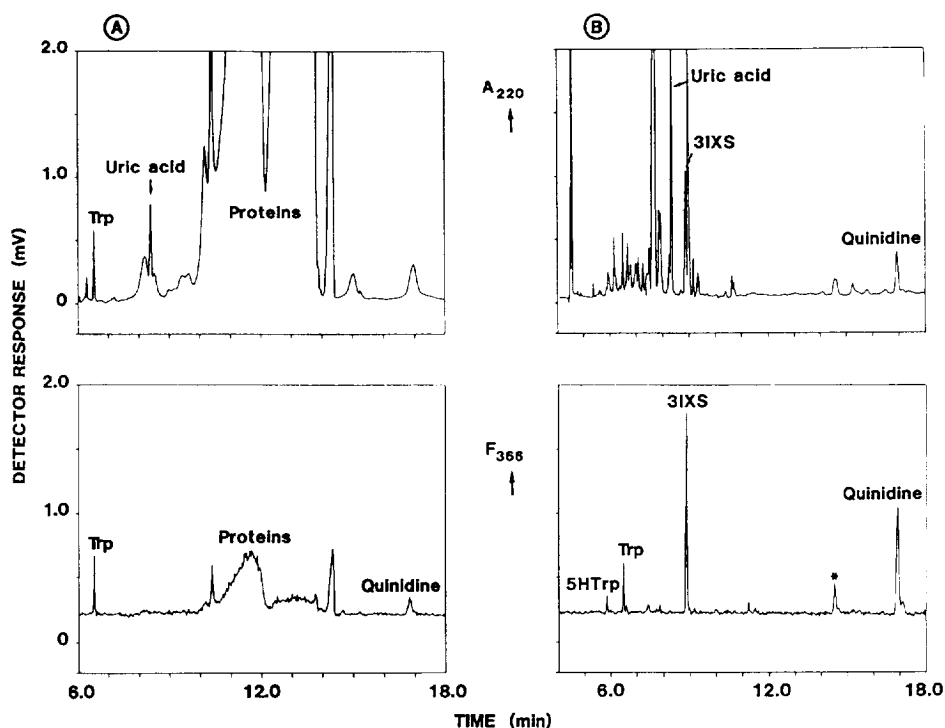 A
B
2.0
1.0
0
Trp
Uric acid
Proteins
A220
Uric acid
3IXS
Quinidine
DETECTOR RESPONSE (mV)
2.0
1.0
0
Trp
Proteins
Quinidine
F366
5HTrp
Trp
3IXS
*
Quinidine
6.0 12.0 18.0
6.0 12.0 18.0
TIME (min)